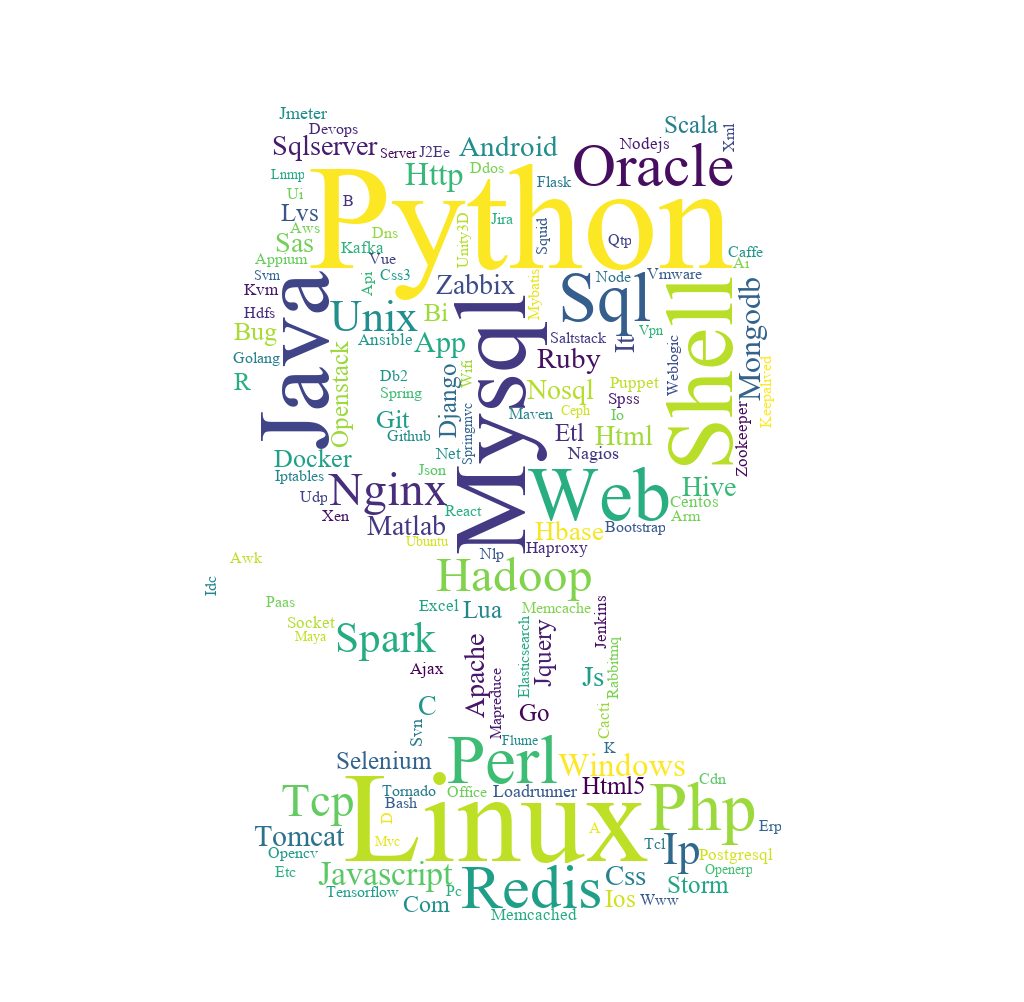 Jmeter
Devops
Scala
Xml
Sqlserver
Server
J2Ee
Android
Nodejs
Oracle
Http
Ddos
Flask
Lnmp
Ui
B
Python
Lvs
Aws
Sas
Dns
Kafka
Unity3D
Jira
Squid
Qtp
Caffe
Ai
Appium
Vue
Svm
Kvm
Api
Css3
Zabbix
Mybatis
Sql
Node
Vmware
Java
Hdfs
Unix
Bi
Shell
Mongodb
Bug
Ansible
App
Saltstack
It
Vpn
Golang
Openstack
Ruby
Weblogic
Keepalived
R
Db2
Spring
Django
Wifi
Mysql
Nosql
Puppet
Spss
Git
Github
Springmvc
Maven
Ceph
Io
Zookeeper
Etl
Html
Docker
Net
Nagios
Iptables
Json
Udp
Nginx
Web
Hive
Centos
Xen
Matlab
React
Arm
Ubuntu
Hbase
Bootstrap
Nlp
Haproxy
Awk
Idc
Hadoop
Paas
Excel
Lua
Memcache
Socket
Maya
Spark
Elasticsearch
Jquery
Jenkins
Rabbitmq
Ajax
Apache
Mapreduce
Js
C
Go
Svn
Cacti
Flume
K
Selenium
Perl
Windows
Tornado
Office
Loadrunner
Html5
Cdn
Tcp
Bash
D
Linux
Php
Erp
Tomcat
Mvc
A
Tcl
Ip
Postgresql
Opencv
Etc
Javascript
Tensorflow
Pc
Redis
Css
Storm
Openerp
Com
Ios
Www
Memcached